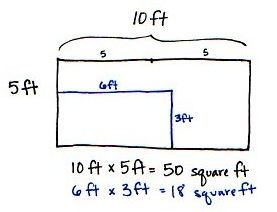 10 ft
5 5
5 ft
6ft
3ft
10 ft x 5 ft = 50 square ft
6 ft x 3 ft = 18 square ft